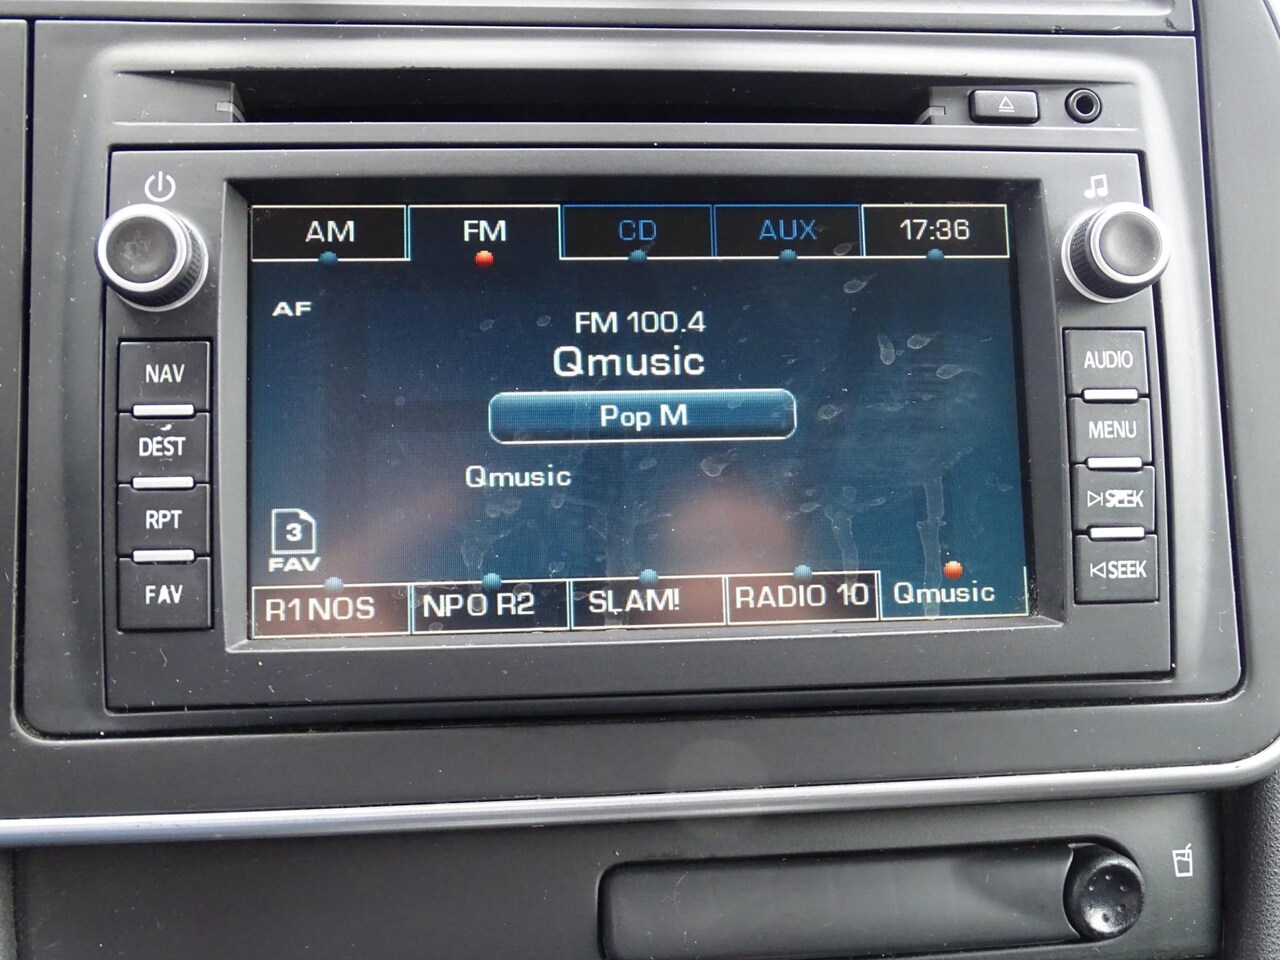 AM FM CD AUX 17:36
AF
FM 100.4
Qmusic
Pop M
Qmusic
3
FAV
R1NOS NPO R2 SLAM! RADIO 10 Qmusic
NAV
DEST
RPT
FAV
AUDIO
MENU
SEEK
SEEK